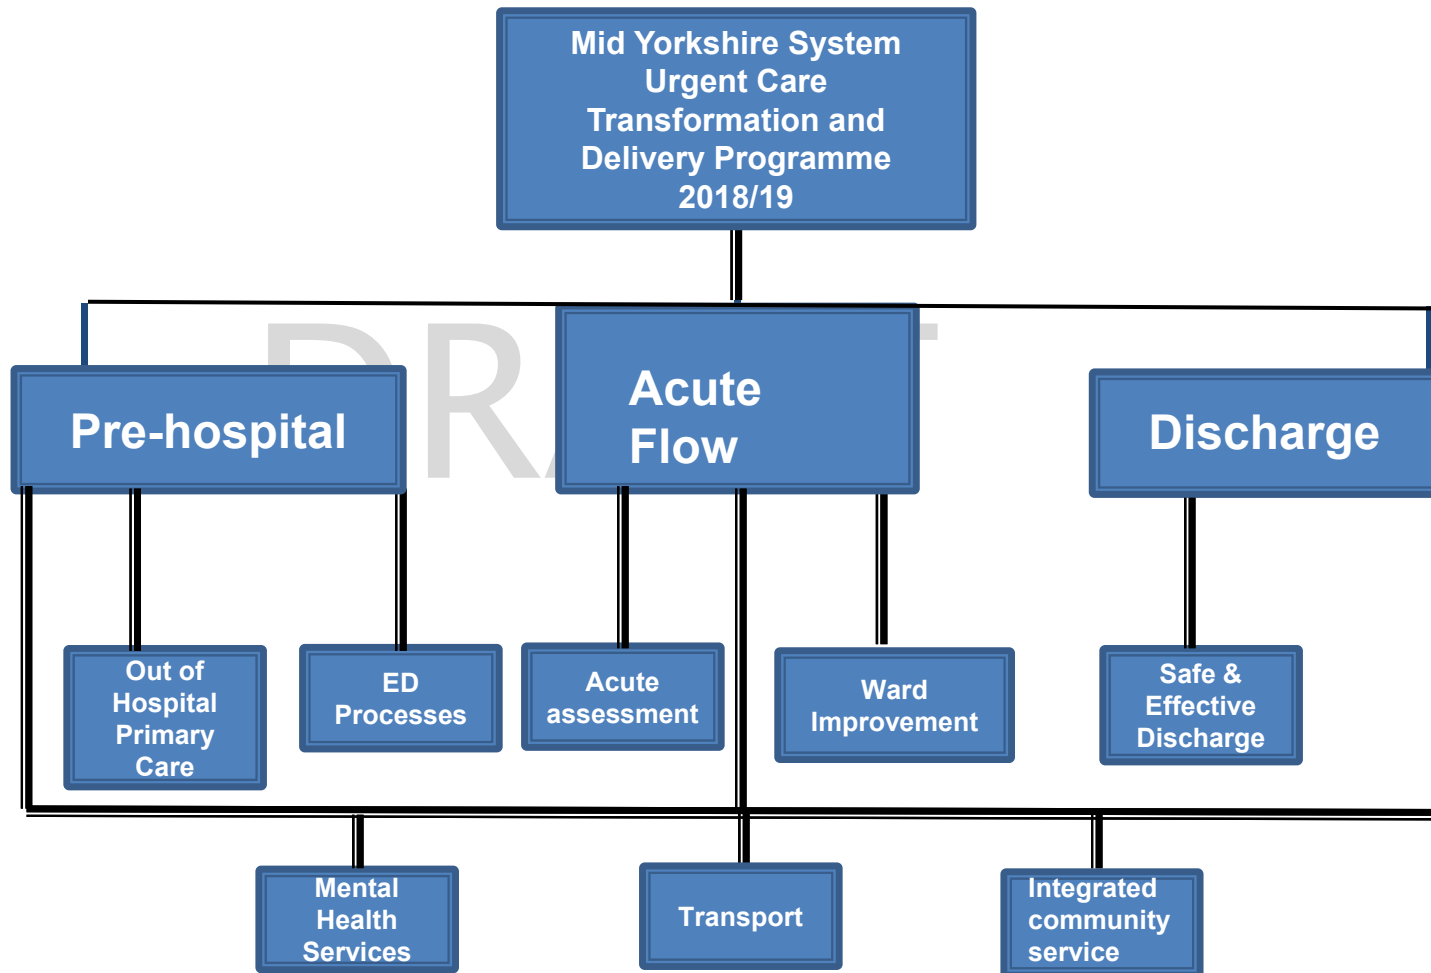 Mid Yorkshire System
Urgent Care
Transformation and
Delivery Programme
2018/19
Pre-hospital
Acute
Flow
Discharge
Out of
Hospital
Primary
Care
ED
Processes
Acute
assessment
Ward
Improvement
Safe &
Effective
Discharge
Mental
Health
Services
Transport
Integrated
community
service